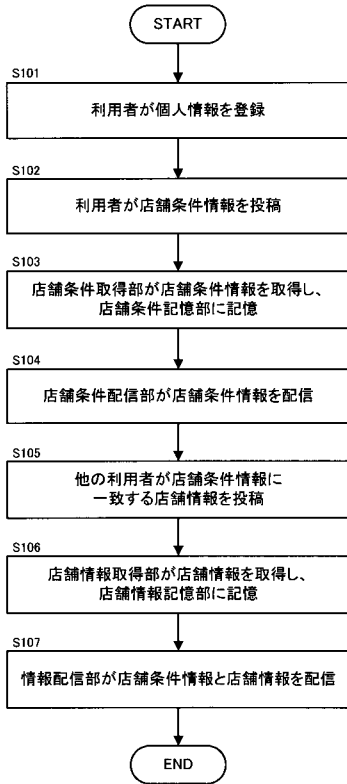 START
S101
利用者が個人情報を登録
S102
利用者が店舗条件情報を投稿
S103
店舗条件取得部が店舗条件情報を取得し、
店舗条件記憶部に記憶
S104
店舗条件配信部が店舗条件情報を配信
S105
他の利用者が店舗条件情報に
一致する店舗情報を投稿
S106
店舗情報取得部が店舗情報を取得し、
店舗情報記憶部に記憶
S107
情報配信部が店舗条件情報と店舗情報を配信
END